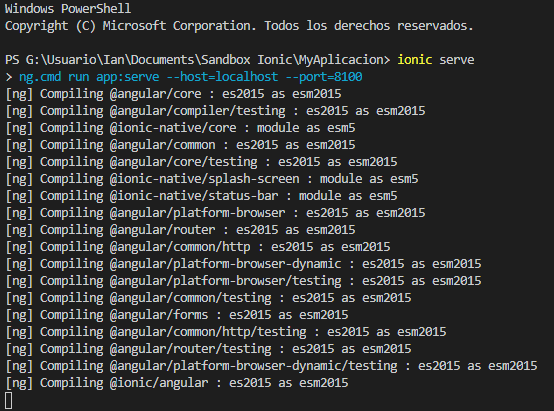 Windows PowerShell
Copyright (C) Microsoft Corporation. Todos los derechos reservados.
PS G:\Usuario\Ian\Documents\Sandbox Ionic\MyAplicacion> ionic serve
> ng.cmd run app:serve --host=localhost --port=8100
[ng] Compiling @angular/core : es2015 as esm2015
[ng] Compiling @angular/compiler/testing : es2015 as esm2015
[ng] Compiling @ionic-native/core : module as esm5
[ng] Compiling @angular/common : es2015 as esm2015
[ng] Compiling @angular/core/testing : es2015 as esm2015
[ng] Compiling @ionic-native/splash-screen : module as esm5
[ng] Compiling @ionic-native/status-bar : module as esm5
[ng] Compiling @angular/platform-browser : es2015 as esm2015
[ng] Compiling @angular/router : es2015 as esm2015
[ng] Compiling @angular/common/http : es2015 as esm2015
[ng] Compiling @angular/platform-browser-dynamic : es2015 as esm2015
[ng] Compiling @angular/platform-browser/testing : es2015 as esm2015
[ng] Compiling @angular/common/testing : es2015 as esm2015
[ng] Compiling @angular/forms : es2015 as esm2015
[ng] Compiling @angular/common/http/testing : es2015 as esm2015
[ng] Compiling @angular/router/testing : es2015 as esm2015
[ng] Compiling @angular/platform-browser-dynamic/testing : es2015 as esm2015
[ng] Compiling @ionic/angular : es2015 as esm2015